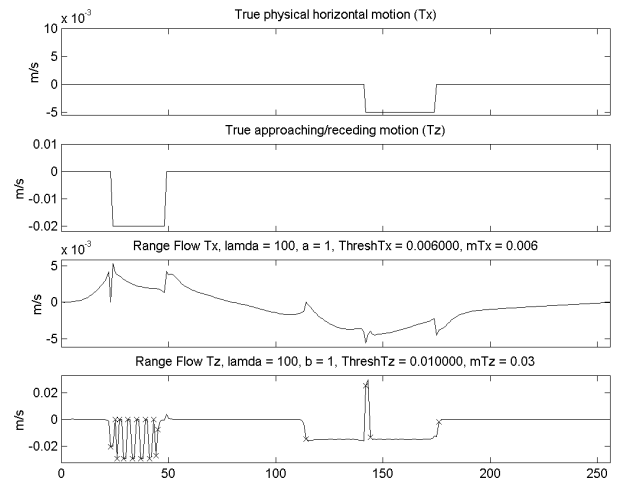 x 10⁻³
True physical horizontal motion (Tx)
10
5
0
-5
m/s
True approaching/receding motion (Tz)
0.01
0
-0.01
-0.02
m/s
x 10⁻³
Range Flow Tx, lamda = 100, a = 1, ThreshTx = 0.006000, mTx = 0.006
5
0
-5
m/s
Range Flow Tz, lamda = 100, b = 1, ThreshTz = 0.010000, mTz = 0.03
0.02
0
-0.02
m/s
0 50 100 150 200 250